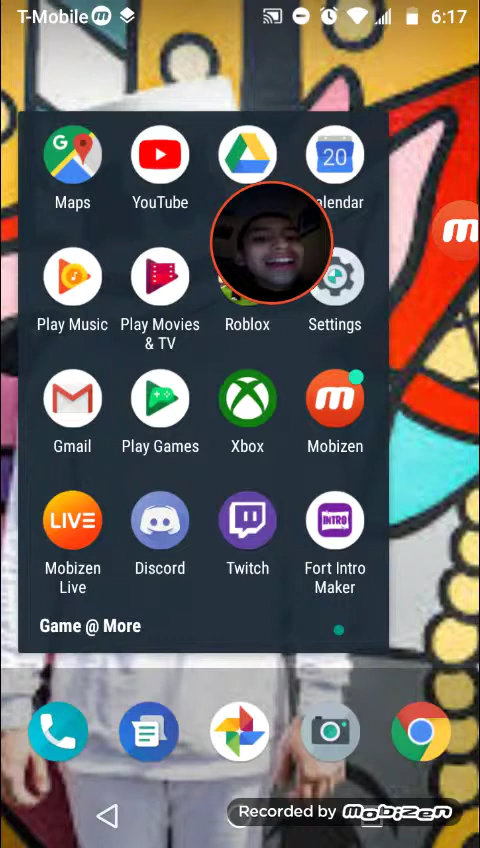 T-Mobile 6:17
G 20
Maps YouTube alendar
Play Music Play Movies Roblox Settings
& TV
Gmail Play Games Xbox Mobizen
LIVE INTRO
Mobizen Discord Twitch Fort Intro
Live Maker
Game @ More
Recorded by mobizen